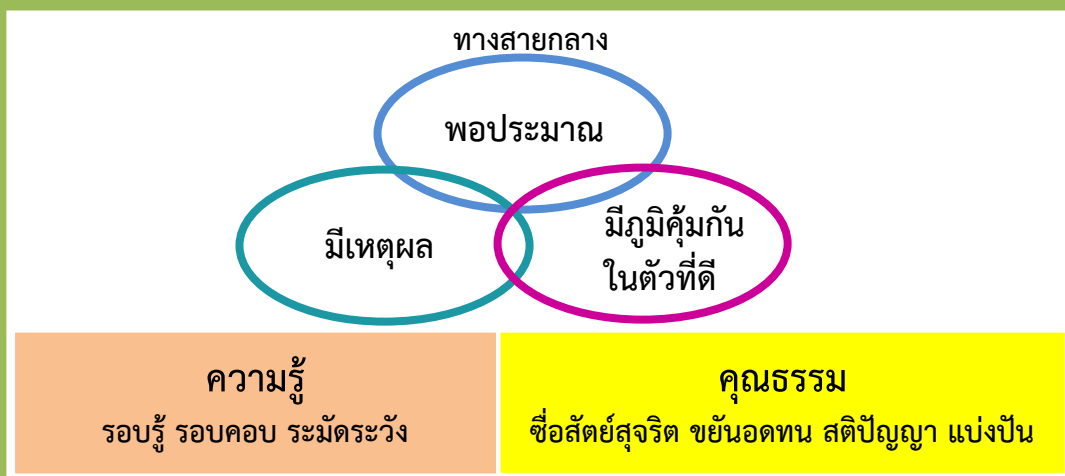 ทางสายกลาง
พอประมาณ
มีเหตุผล
มีภูมิคุ้มกัน
ในตัวที่ดี
ความรู้
รอบรู้ รอบคอบ ระมัดระวัง
คุณธรรม
ซื่อสัตย์สุจริต ขยันอดทน สติปัญญา แบ่งปัน